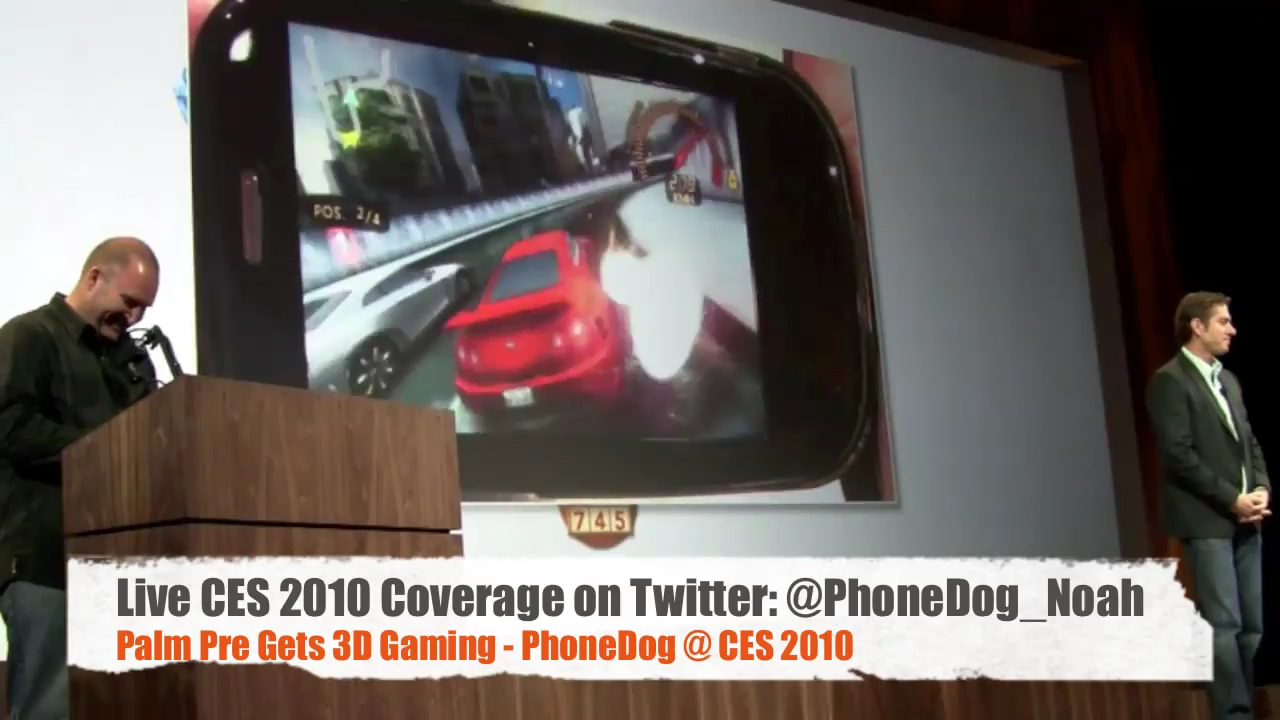 POS. 2/4
745
Live CES 2010 Coverage on Twitter: @PhoneDog_Noah
Palm Pre Gets 3D Gaming - PhoneDog @ CES 2010